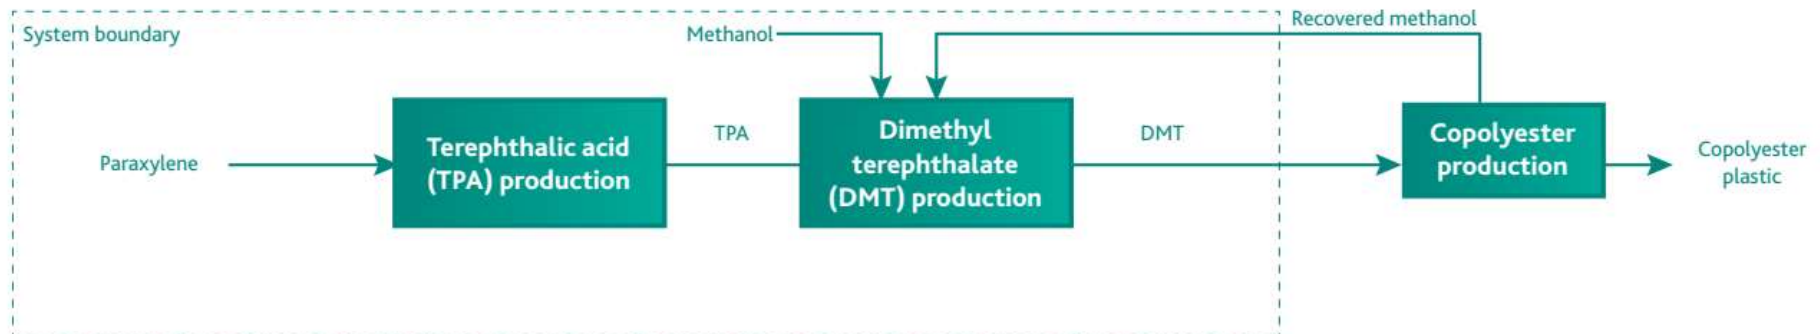 System boundary
Methanol
Recovered methanol
Paraxylene
Terephthalic acid
(TPA) production
TPA
Dimethyl
terephthalate
(DMT) production
DMT
Copolyester
production
Copolyester
plastic